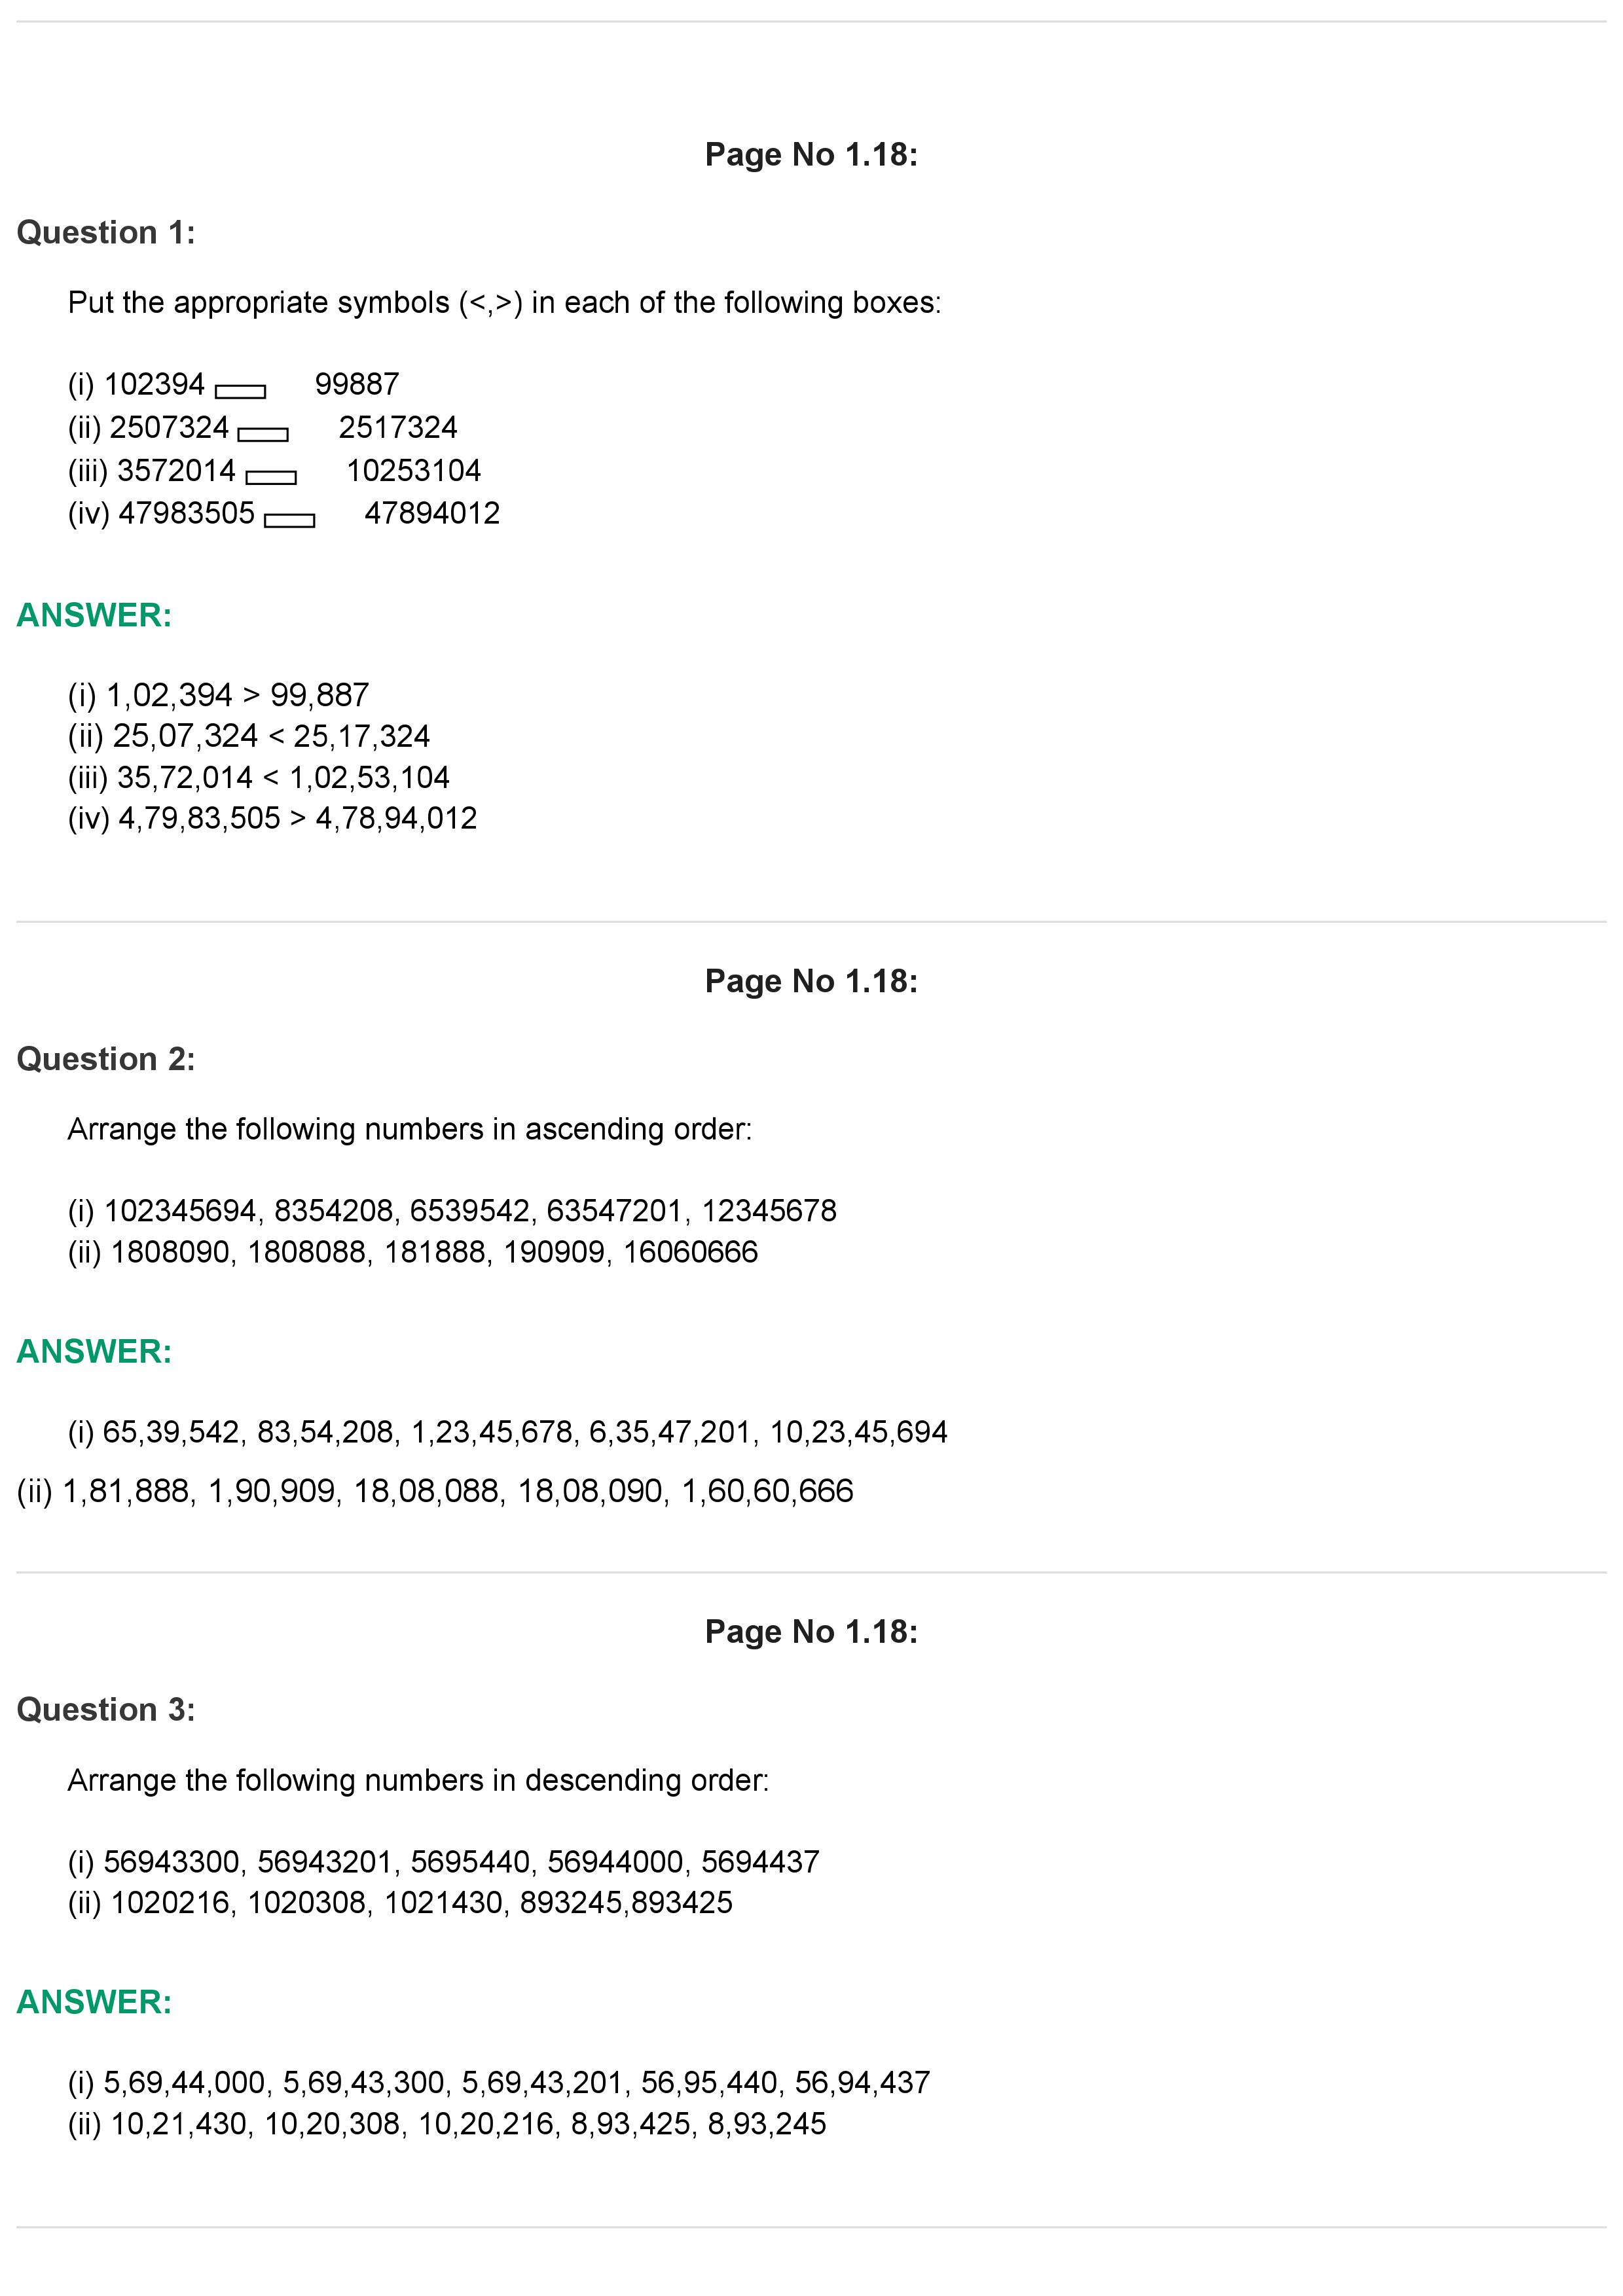 Page No 1.18:
Question 1:
Put the appropriate symbols (<,>) in each of the following boxes:
(i) 102394 99887
(ii) 2507324 2517324
(iii) 3572014 10253104
(iv) 47983505 47894012
ANSWER:
(i) 1,02,394 > 99,887
(ii) 25,07,324 < 25,17,324
(iii) 35,72,014 < 1,02,53,104
(iv) 4,79,83,505 > 4,78,94,012
Page No 1.18:
Question 2:
Arrange the following numbers in ascending order:
(i) 102345694, 8354208, 6539542, 63547201, 12345678
(ii) 1808090, 1808088, 181888, 190909, 16060666
ANSWER:
(i) 65,39,542, 83,54,208, 1,23,45,678, 6,35,47,201, 10,23,45,694
(ii) 1,81,888, 1,90,909, 18,08,088, 18,08,090, 1,60,60,666
Page No 1.18:
Question 3:
Arrange the following numbers in descending order:
(i) 56943300, 56943201, 5695440, 56944000, 5694437
(ii) 1020216, 1020308, 1021430, 893245,893425
ANSWER:
(i) 5,69,44,000, 5,69,43,300, 5,69,43,201, 56,95,440, 56,94,437
(ii) 10,21,430, 10,20,308, 10,20,216, 8,93,425, 8,93,245